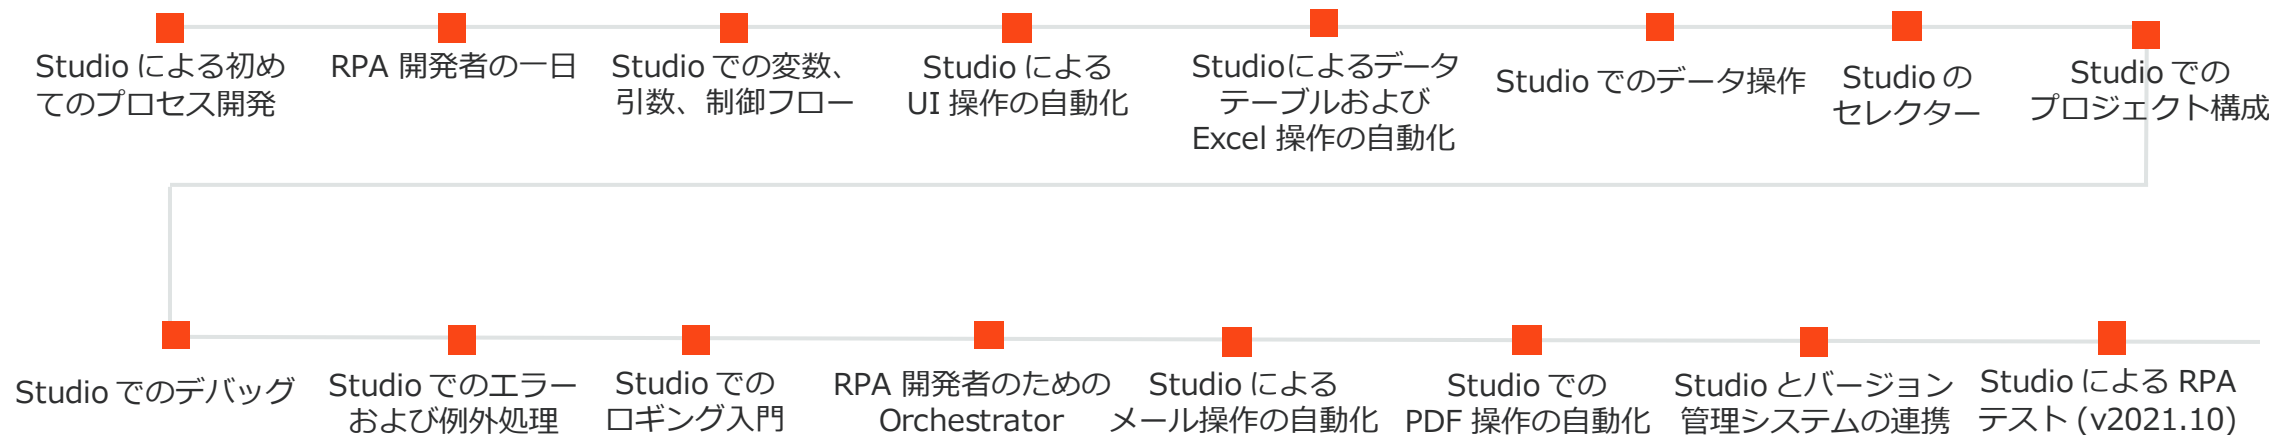 Studio による初め
てのプロセス開発
RPA 開発者の一日
Studio での変数、
引数、制御フロー
Studio による
UI 操作の自動化
Studioによるデータ
テーブルおよび
Excel 操作の自動化
Studio でのデータ操作
Studio の
セレクター
Studio での
プロジェクト構成
Studio でのデバッグ
Studio でのエラー
および例外処理
Studio での
ロギング入門
RPA 開発者のための
Orchestrator
Studio による
メール操作の自動化
Studio での
PDF 操作の自動化
Studio とバージョン
管理システムの連携
Studio による RPA
テスト (v2021.10)